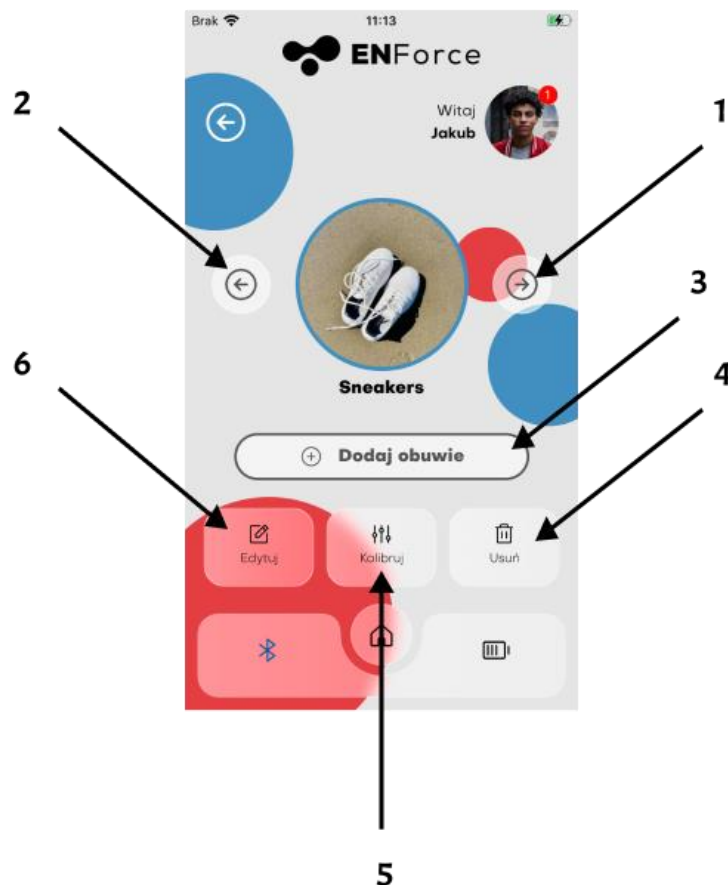 Brak 11:13
ENForce
2
1
Witaj
Jakub
1
3
6
4
Sneakers
Dodaj obuwie
Edytuj Kalibruj Usuń
5